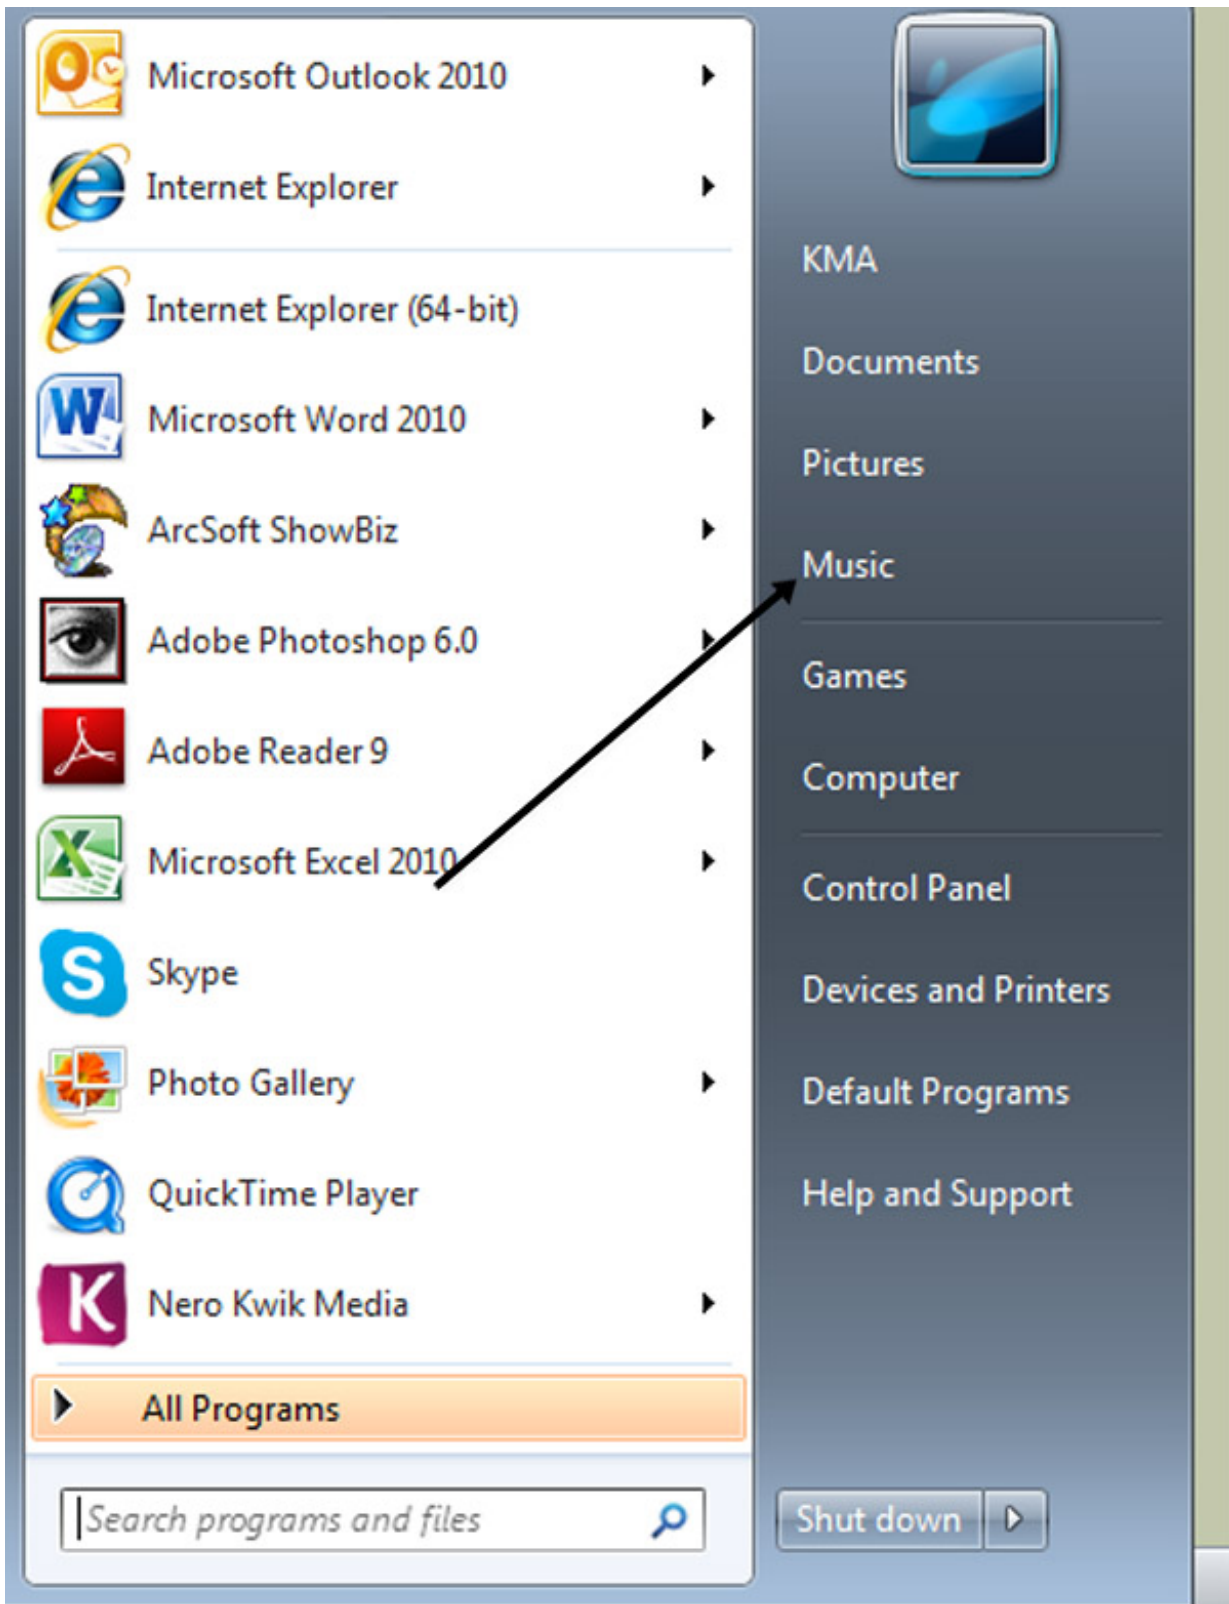 Microsoft Outlook 2010
Internet Explorer
Internet Explorer (64-bit)
Microsoft Word 2010
ArcSoft ShowBiz
Adobe Photoshop 6.0
Adobe Reader 9
Microsoft Excel 2010
Skype
Photo Gallery
QuickTime Player
Nero Kwik Media
All Programs
Search programs and files
KMA
Documents
Pictures
Music
Games
Computer
Control Panel
Devices and Printers
Default Programs
Help and Support
Shut down